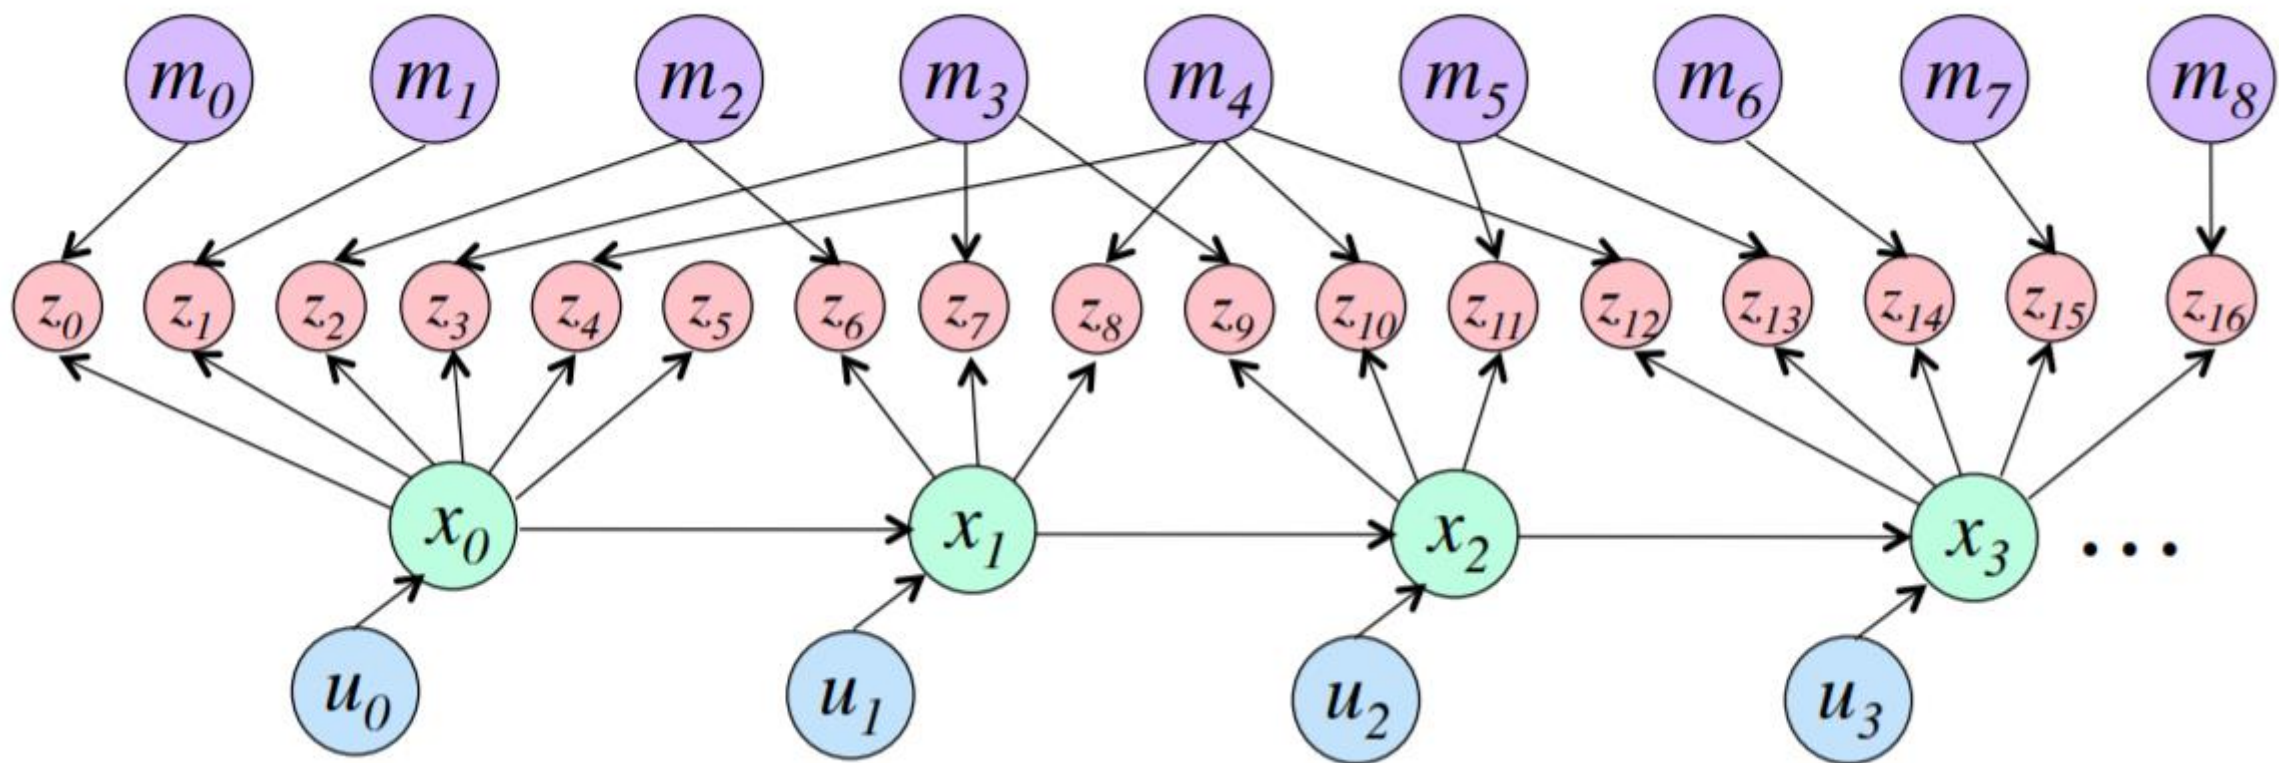 m0 m1 m2 m3 m4 m5 m6 m7 m8
z0 z1 z2 z3 z4 z5 z6 z7 z8 z9 z10 z11 z12 z13 z14 z15 z16
x0 x1 x2 x3 ...
u0 u1 u2 u3